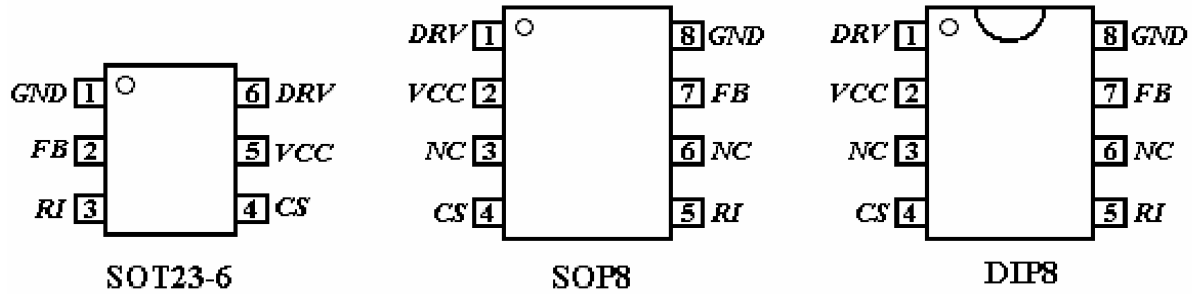 DRV 1 8 GND DRV 1 8 GND
GND 1 6 DRV VCC 2 7 FB VCC 2 7 FB
FB 2 5 VCC NC 3 6 NC NC 3 6 NC
RI 3 4 CS CS 4 5 RI CS 4 5 RI
SOT23-6 SOP8 DIP8